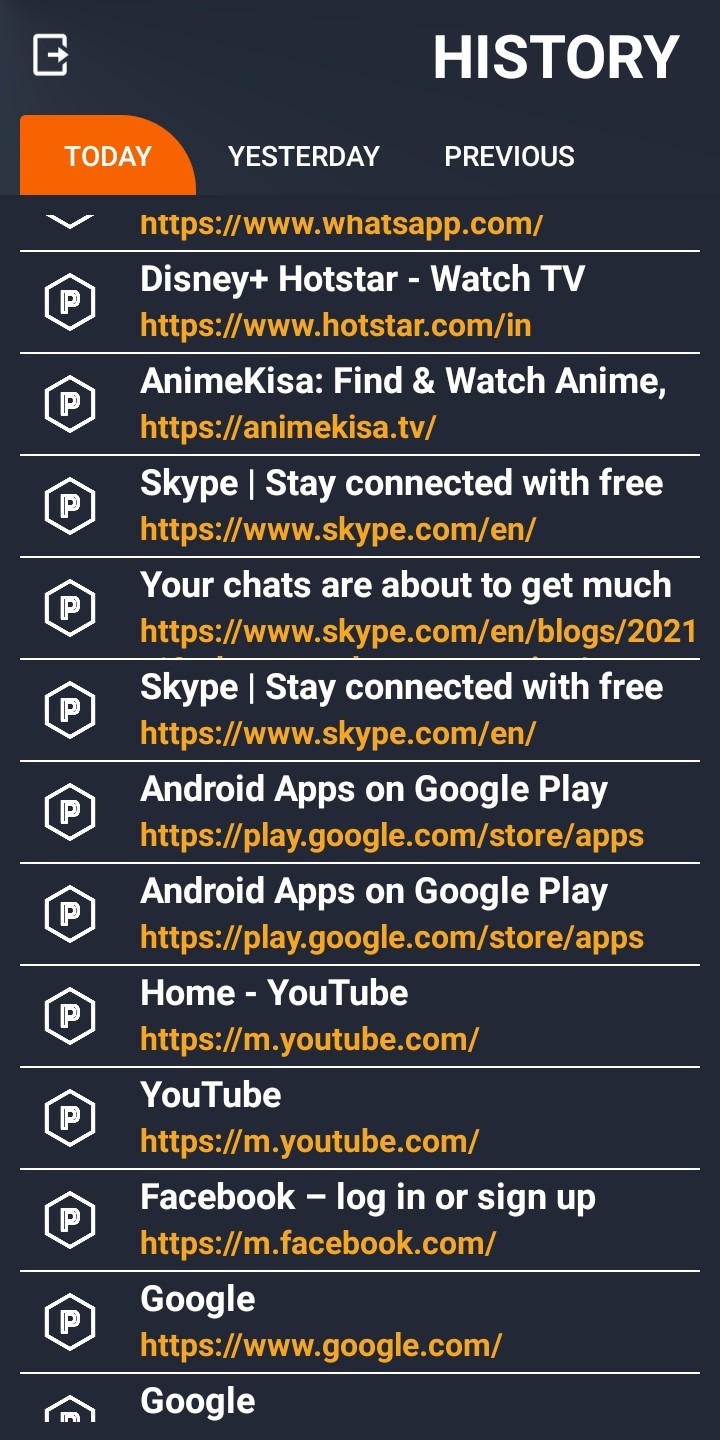 HISTORY
TODAY YESTERDAY PREVIOUS
https://www.whatsapp.com/
Disney+ Hotstar - Watch TV
https://www.hotstar.com/in
AnimeKisa: Find & Watch Anime,
https://animekisa.tv/
Skype | Stay connected with free
https://www.skype.com/en/
Your chats are about to get much
https://www.skype.com/en/blogs/2021
Skype | Stay connected with free
https://www.skype.com/en/
Android Apps on Google Play
https://play.google.com/store/apps
Android Apps on Google Play
https://play.google.com/store/apps
Home - YouTube
https://m.youtube.com/
YouTube
https://m.youtube.com/
Facebook – log in or sign up
https://m.facebook.com/
Google
https://www.google.com/
Google